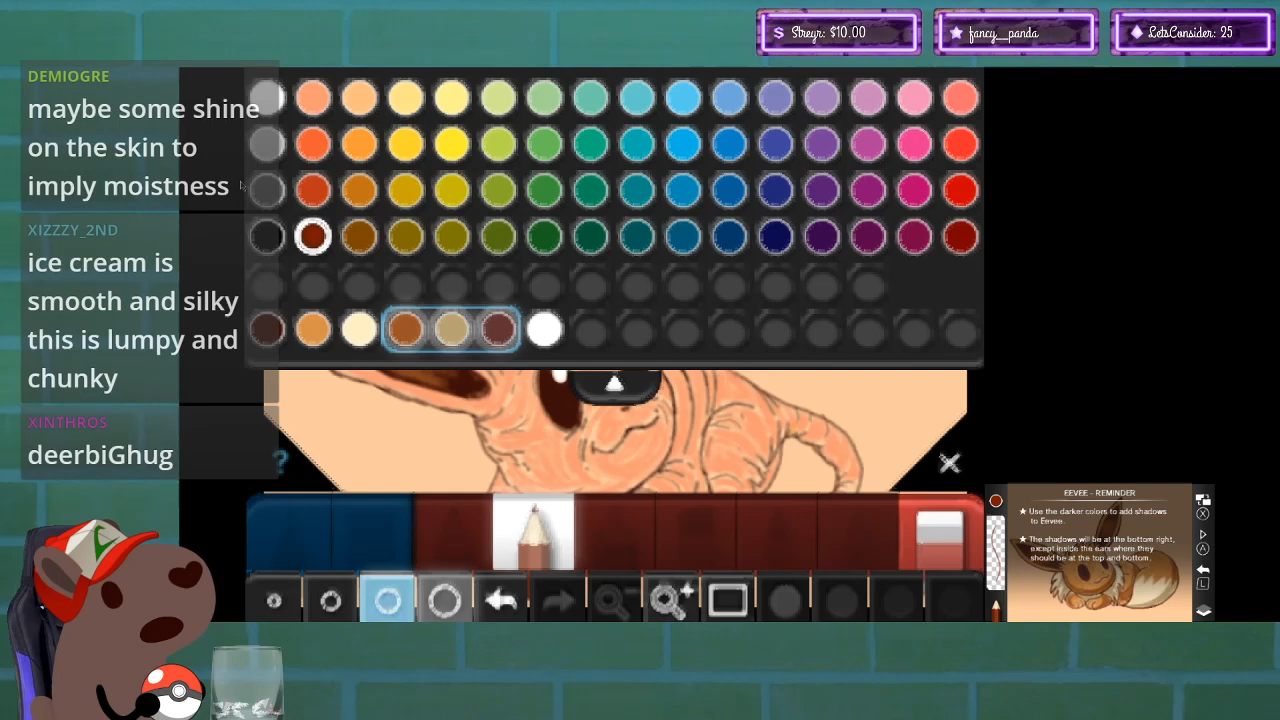 Streyr: $10.00
fancy__panda
LetsConsider: 25
DEMIOGRE
maybe some shine
on the skin to
imply moistness
XIZZZY_2ND
ice cream is
smooth and silky
this is lumpy and
chunky
XINTHROS
deerbiGhug
?
EEVEE - REMINDER
★ Use the darker colors to add shadows
to Eevee.
★ The shadows will be at the bottom right,
except inside the ears where they
should be at the top and bottom.
X
A
L